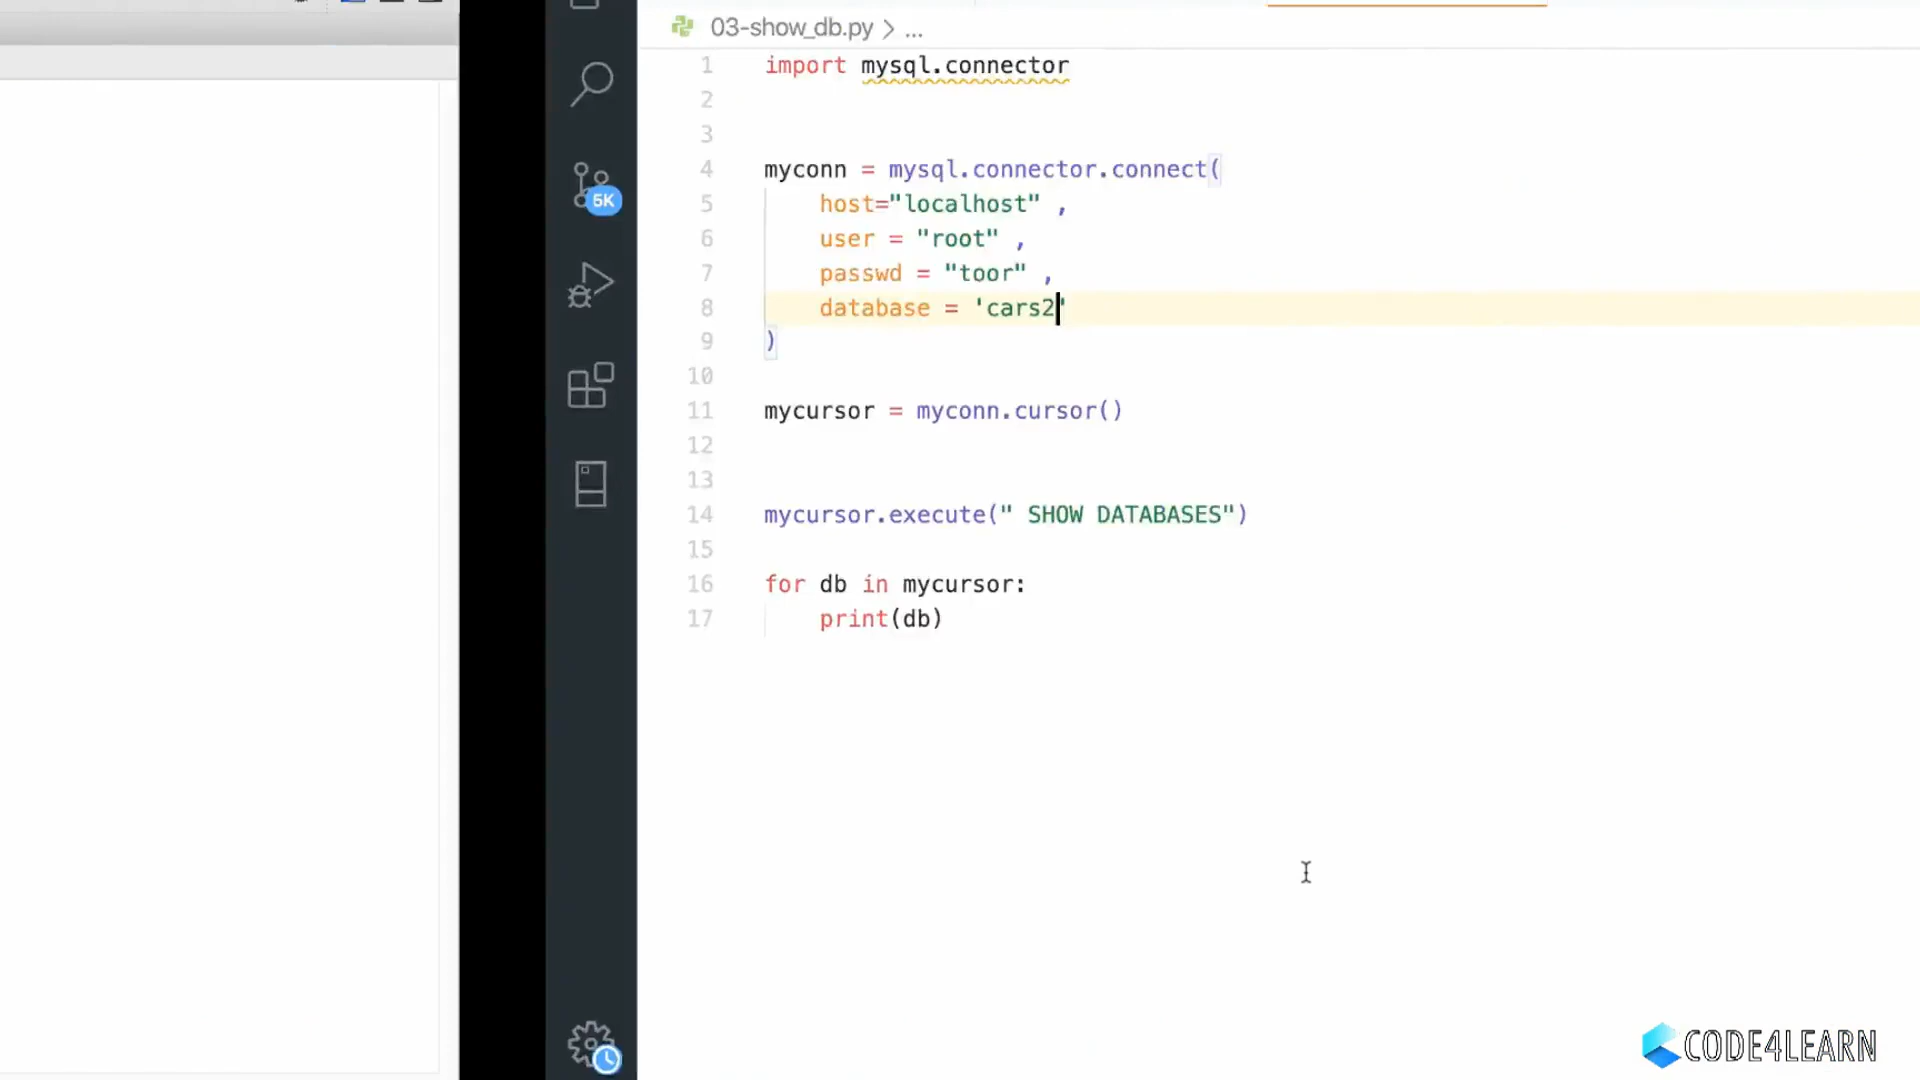 03-show_db.py > ...
1 import mysql.connector
2
3
4 myconn = mysql.connector.connect(
5 host="localhost" ,
6 user = "root" ,
7 passwd = "toor" ,
8 database = 'cars2'
9 )
10
11 mycursor = myconn.cursor()
12
13
14 mycursor.execute(" SHOW DATABASES")
15
16 for db in mycursor:
17 print(db)
5K
CODE4LEARN